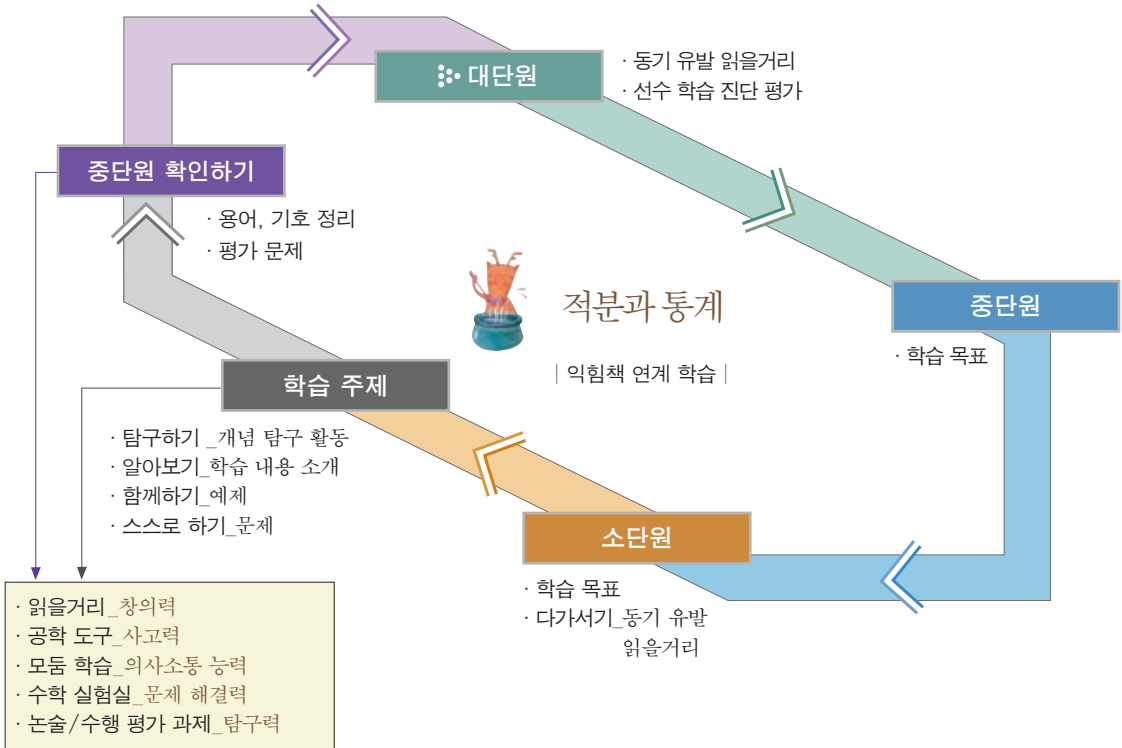 대단원
· 동기 유발 읽을거리
· 선수 학습 진단 평가
중단원 확인하기
· 용어, 기호 정리
· 평가 문제
적분과 통계
| 익힘책 연계 학습 |
중단원
· 학습 목표
학습 주제
· 탐구하기 _개념 탐구 활동
· 알아보기_학습 내용 소개
· 함께하기_예제
· 스스로 하기_문제
소단원
· 학습 목표
· 다가서기_동기 유발
읽을거리
· 읽을거리_창의력
· 공학 도구_사고력
· 모둠 학습_의사소통 능력
· 수학 실험실_문제 해결력
· 논술/수행 평가 과제_탐구력